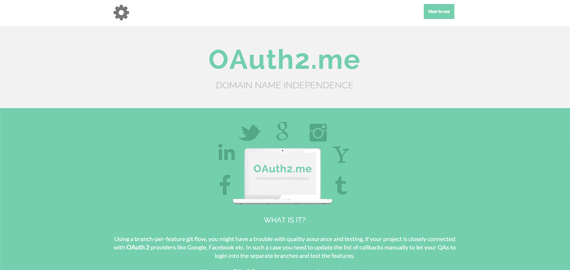 How to use
OAuth2.me
DOMAIN NAME INDEPENDENCE
OAuth2.me
DOMAIN NAME INDEPENDENCE
WHAT IS IT?
Using a branch-per-feature git flow, you might have a trouble with quality assurance and testing, if your project is closely connected
with OAuth 2 providers like Google, Facebook etc. In such a case you need to update the list of callbacks manually to let your QAs to
login into the separate branches and test the features.